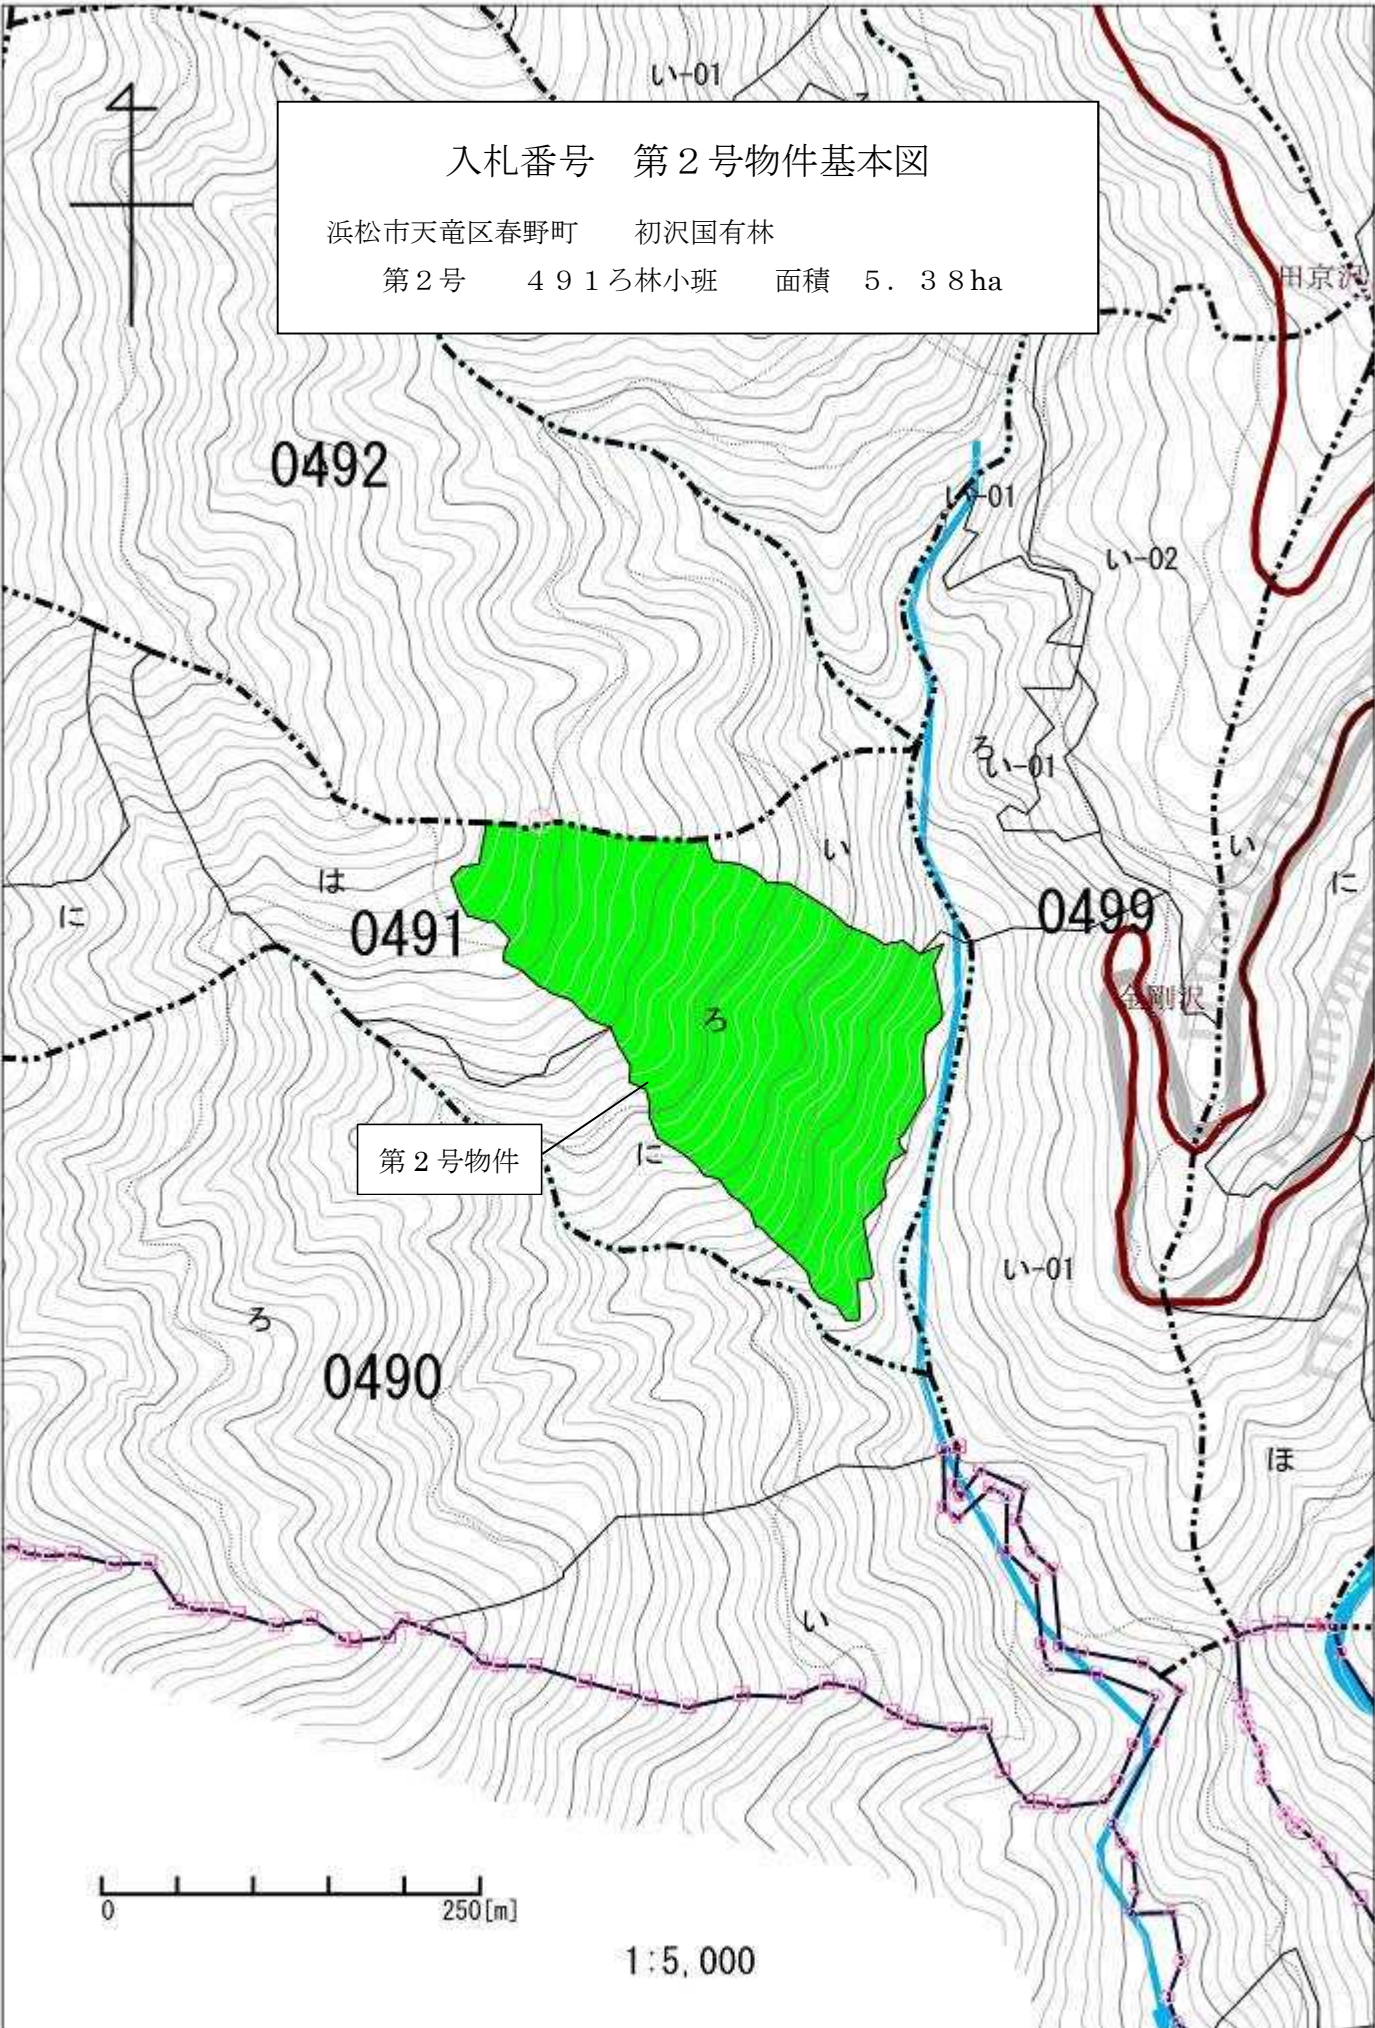 い-01
ろ
入札番号　第２号物件基本図
浜松市天竜区春野町　　初沢国有林
第２号　　４９１ろ林小班　　面積　５．３８ha
田京沢
0492
い-01
い-02
ろ
い-01
い
い
は
に
に
0491
0499
金剛沢
ろ
第２号物件
に
い-01
ろ
0490
ほ
い
0
250[m]
1:5,000